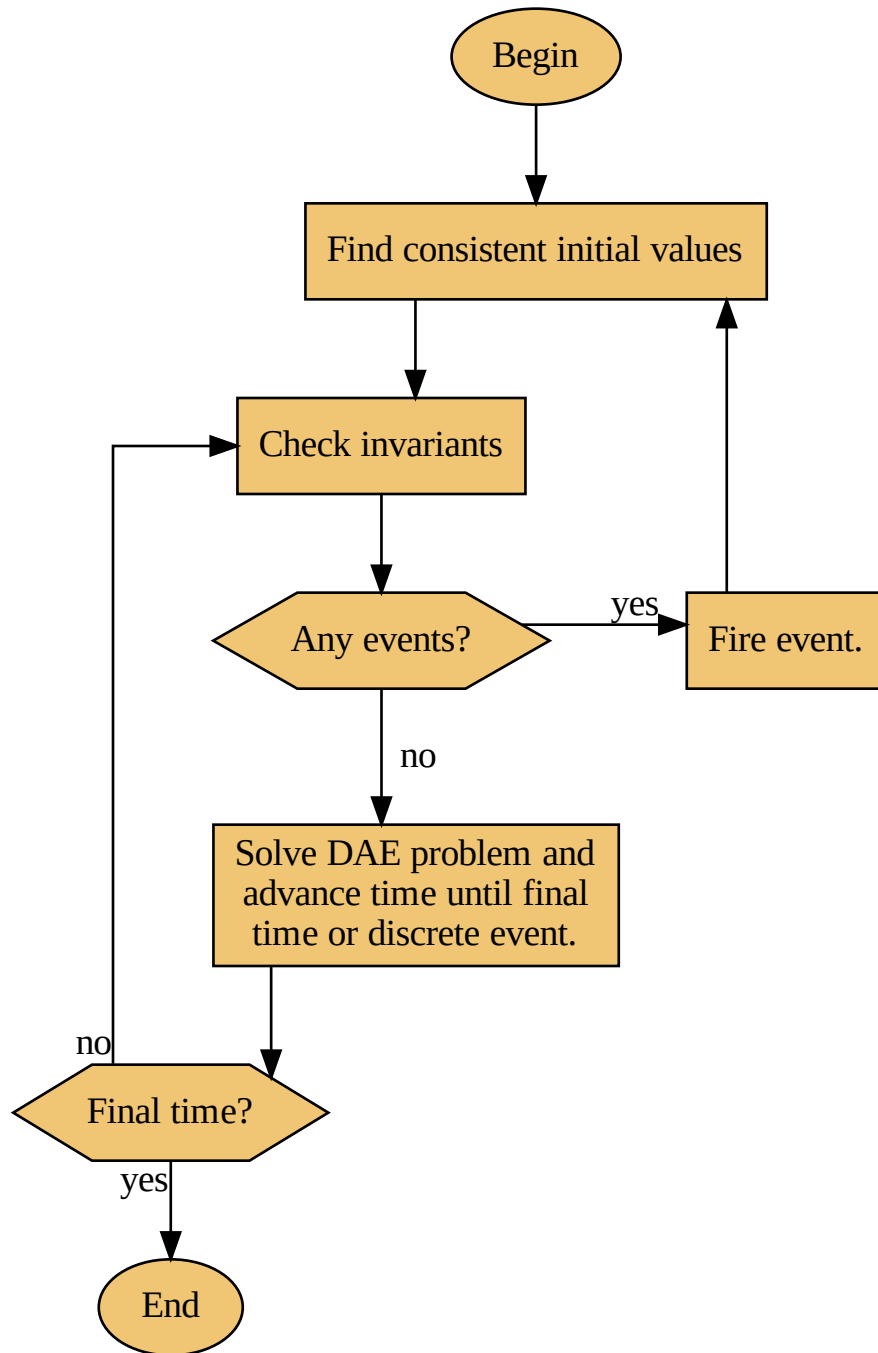 Begin
Find consistent initial values
Check invariants
Any events?
yes
Fire event.
no
Solve DAE problem and
advance time until final
time or discrete event.
no
Final time?
yes
End